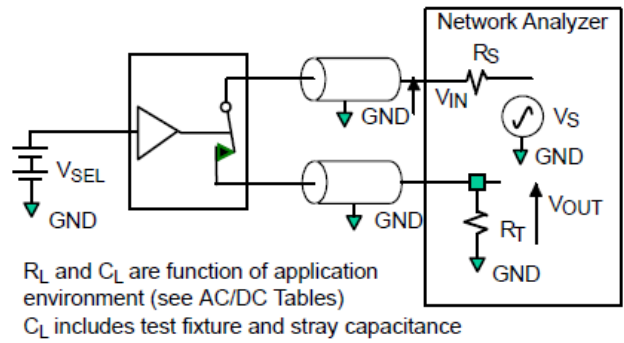 Network Analyzer
RS
GND
VIN
VS
GND
VSEL
GND
GND
RT
VOUT
GND
RL and CL are function of application
environment (see AC/DC Tables)
CL includes test fixture and stray capacitance